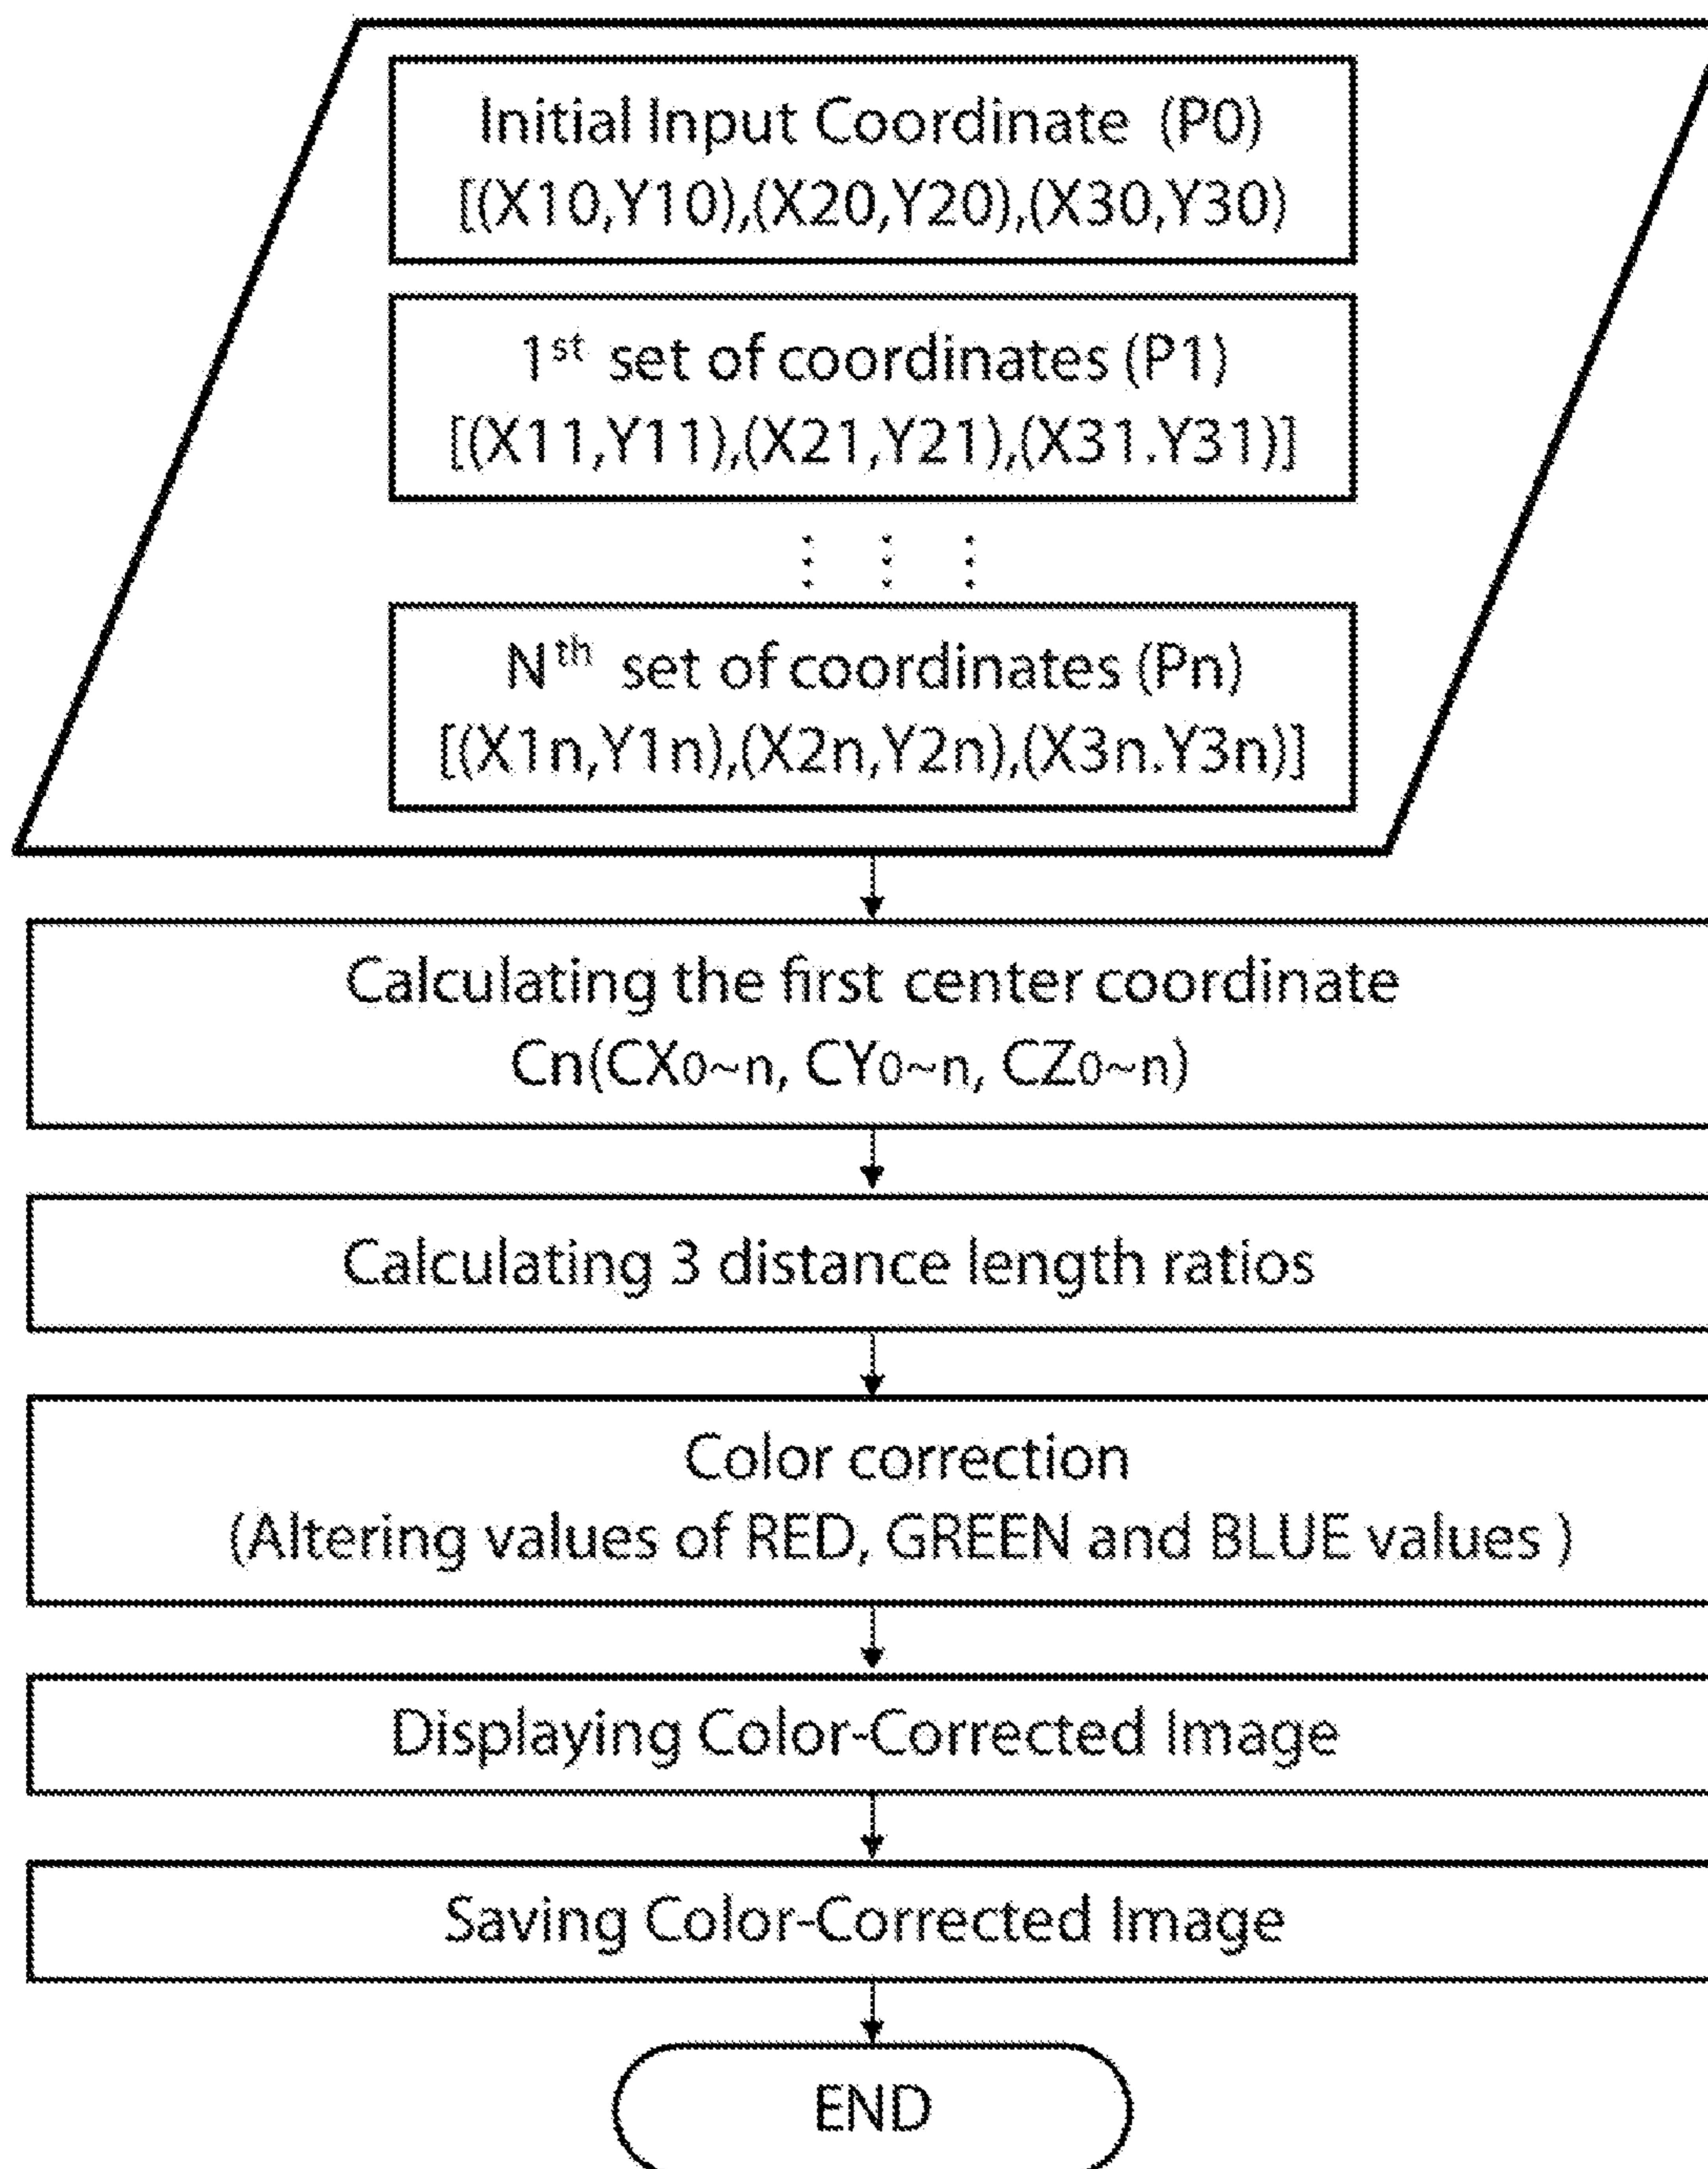 Initial Input Coordinate (P0)
[(X10,Y10),(X20,Y20),(X30,Y30)
1st set of coordinates (P1)
[(X11,Y11),(X21,Y21),(X31.Y31)]
Nth set of coordinates (Pn)
[(X1n,Y1n),(X2n,Y2n),(X3n.Y3n)]
Calculating the first center coordinate
Cn(CX0~n, CY0~n, CZ0~n)
Calculating 3 distance length ratios
Color correction
(Altering values of RED, GREEN and BLUE values )
Displaying Color-Corrected Image
Saving Color-Corrected Image
END